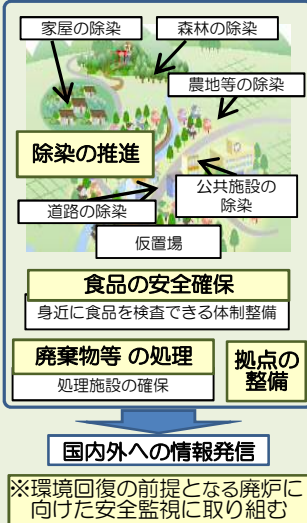 家屋の除染
森林の除染
農地等の除染
除染の推進
公共施設の
除染
道路の除染
仮置場
食品の安全確保
身近に食品を検査できる体制整備
廃棄物等 の処理
処理施設の確保
拠点の
整備
国内外への情報発信
※環境回復の前提となる廃炉に
向けた安全監視に取り組む